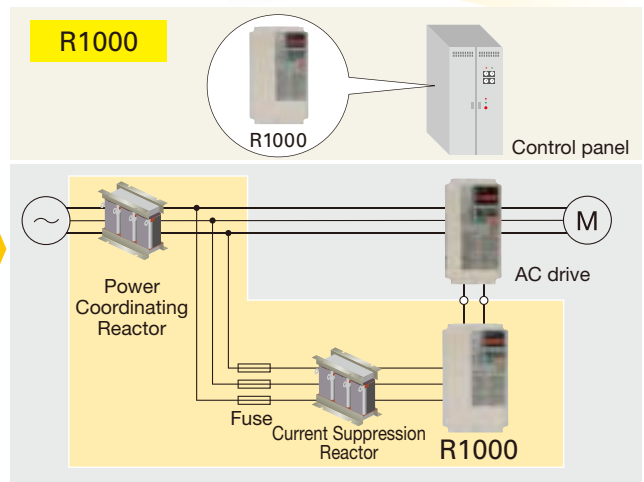 R1000
R1000
Control panel
M
AC drive
Power
Coordinating
Reactor
Fuse
Current Suppression
Reactor
R1000